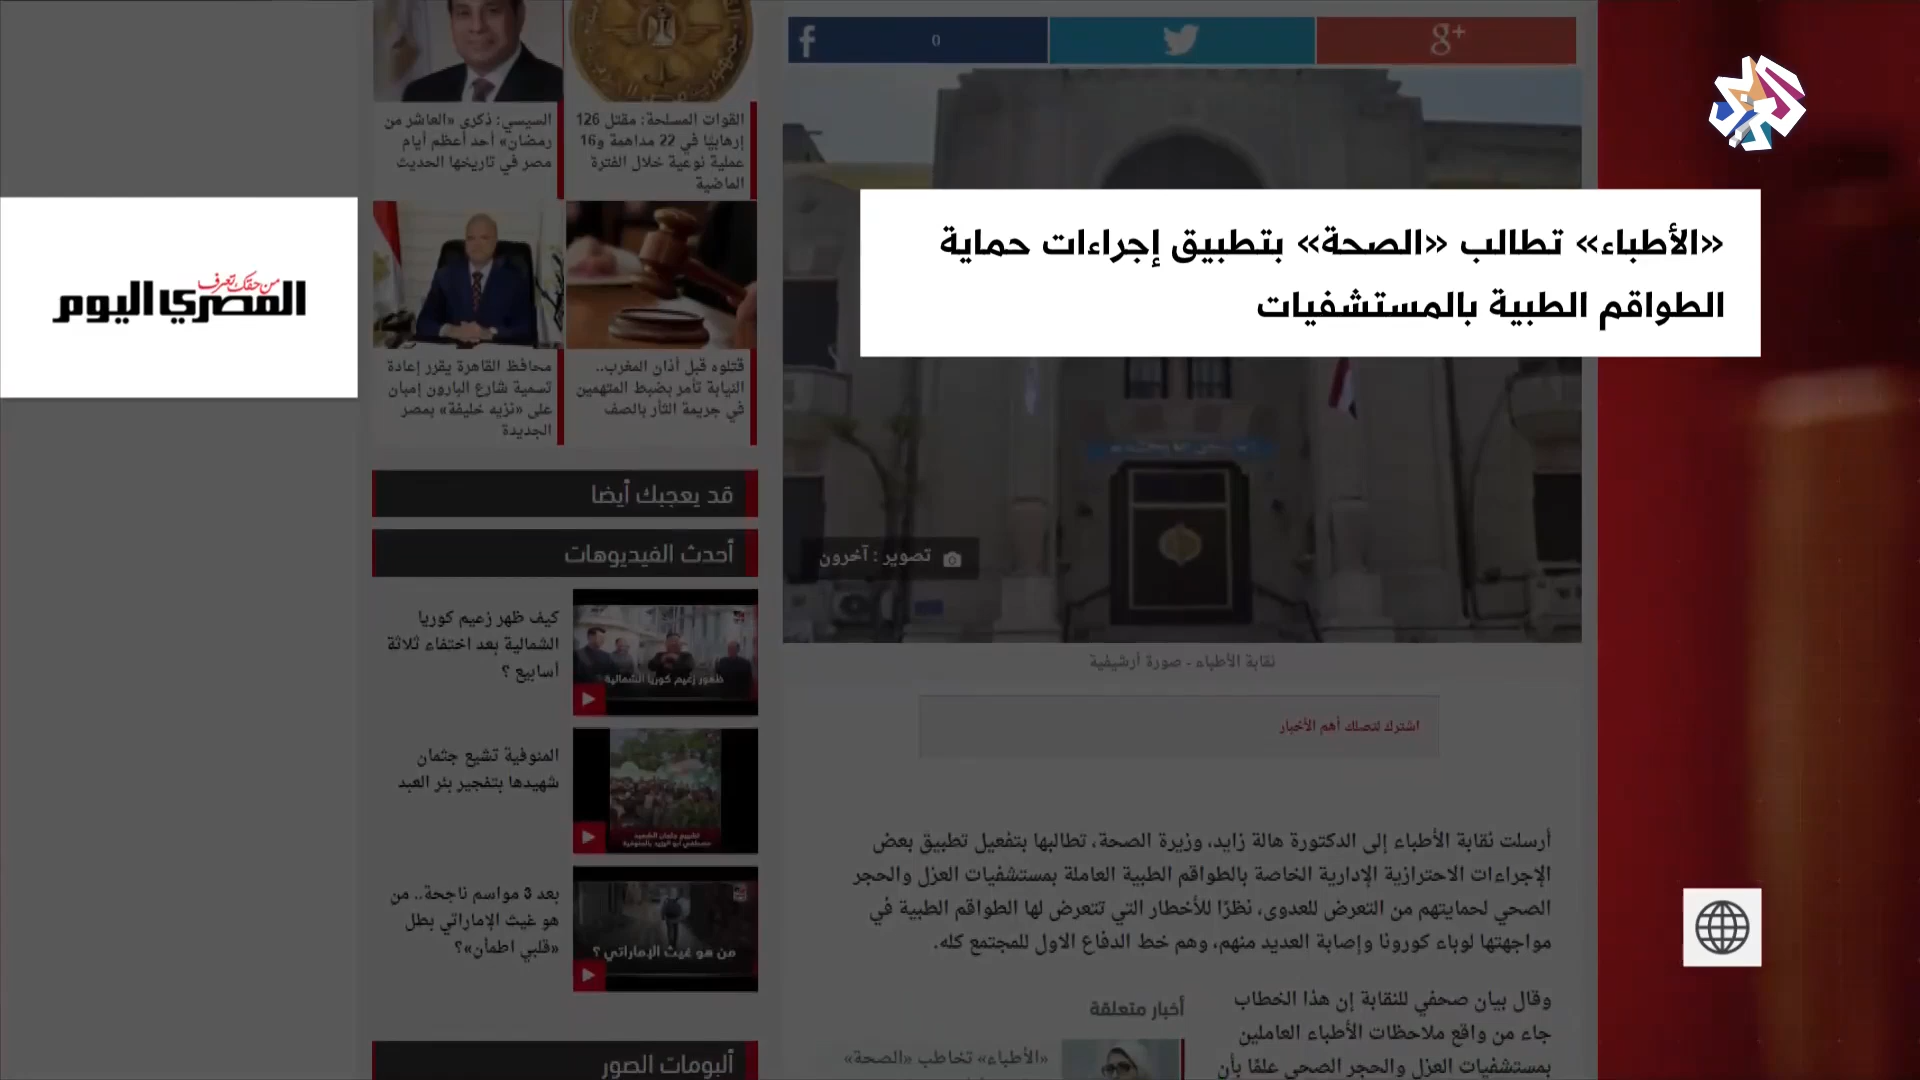 0
8+
«الأطباء» تطالب «الصحة» بتطبيق إجراءات حماية
الطواقم الطبية بالمستشفيات
من حقك تعرف
المصري اليوم
القوات المسلحة: مقتل 126
إرهابيًا في 22 مداهمة و16
عملية نوعية خلال الفترة
الماضية
السيسي: ذكرى «العاشر من
رمضان» أحد أعظم أيام
مصر في تاريخها الحديث
قتلوه قبل أذان المغرب..
النيابة تأمر بضبط المتهمين
في جريمة الثأر بالصف
محافظ القاهرة يقرر إعادة
تسمية شارع البارون إمبان
على «نزيه خليفة» بمصر
الجديدة
قد يعجبك أيضا
أحدث الفيديوهات
كيف ظهر زعيم كوريا
الشمالية بعد اختفاء ثلاثة
أسابيع ؟
ظهور زعيم كوريا الشمالية
المنوفية تشيع جثمان
شهيدها بتفجير بئر العبد
بعد 3 مواسم ناجحة.. من
هو غيث الإماراتي بطل
«قلبي اطمأن»؟
من هو غيث الإماراتي ؟
ألبومات الصور
تصوير : آخرون
نقابة الأطباء - صورة أرشيفية
اشترك لتصلك أهم الأخبار
أرسلت نقابة الأطباء إلى الدكتورة هالة زايد، وزيرة الصحة، تطالبها بتفعيل تطبيق بعض
الإجراءات الاحترازية الإدارية الخاصة بالطواقم الطبية العاملة بمستشفيات العزل والحجر
الصحي لحمايتهم من التعرض للعدوى، نظرًا للأخطار التي تتعرض لها الطواقم الطبية في
مواجهتها لوباء كورونا وإصابة العديد منهم، وهم خط الدفاع الاول للمجتمع كله.
وقال بيان صحفي للنقابة إن هذا الخطاب
جاء من واقع ملاحظات الأطباء العاملين
بمستشفيات العزل والحجر الصحي علمًا بأن
أخبار متعلقة
«الأطباء» تخاطب «الصحة»